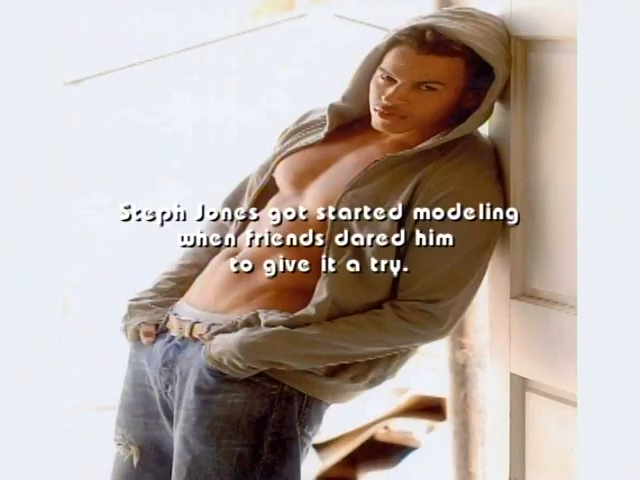 Steph Jones got started modeling
when friends dared him
to give it a try.